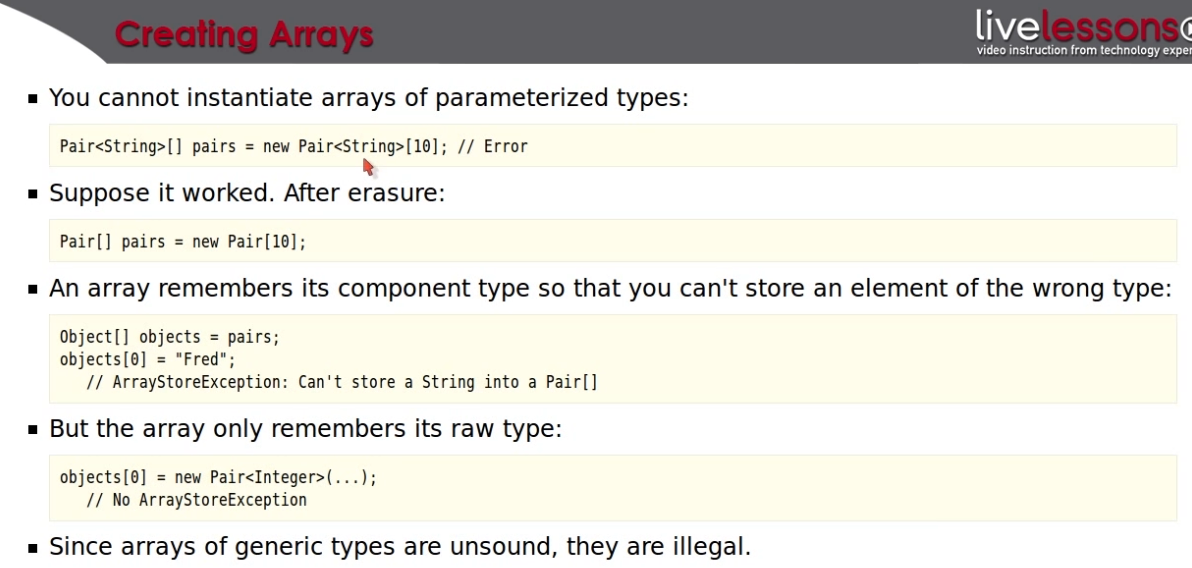 Creating Arrays
livelessons
video instruction from technology exper
▪ You cannot instantiate arrays of parameterized types:
Pair<String>[] pairs = new Pair<String>[10]; // Error
▪ Suppose it worked. After erasure:
Pair[] pairs = new Pair[10];
▪ An array remembers its component type so that you can't store an element of the wrong type:
Object[] objects = pairs;
objects[0] = "Fred";
// ArrayStoreException: Can't store a String into a Pair[]
▪ But the array only remembers its raw type:
objects[0] = new Pair<Integer>(...);
// No ArrayStoreException
▪ Since arrays of generic types are unsound, they are illegal.